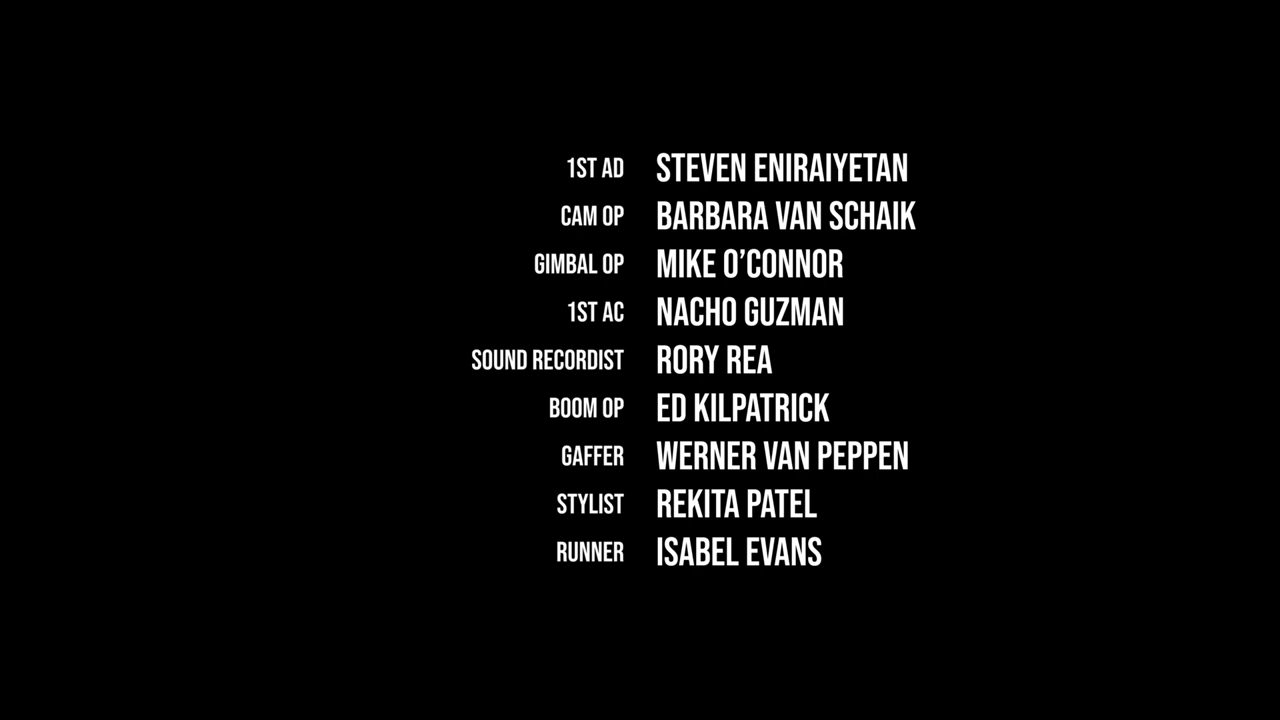 1ST AD STEVEN ENIRAIYETAN
CAM OP BARBARA VAN SCHAIK
GIMBAL OP MIKE O’CONNOR
1ST AC NACHO GUZMAN
SOUND RECORDIST RORY REA
BOOM OP ED KILPATRICK
GAFFER WERNER VAN PEPPEN
STYLIST REKITA PATEL
RUNNER ISABEL EVANS